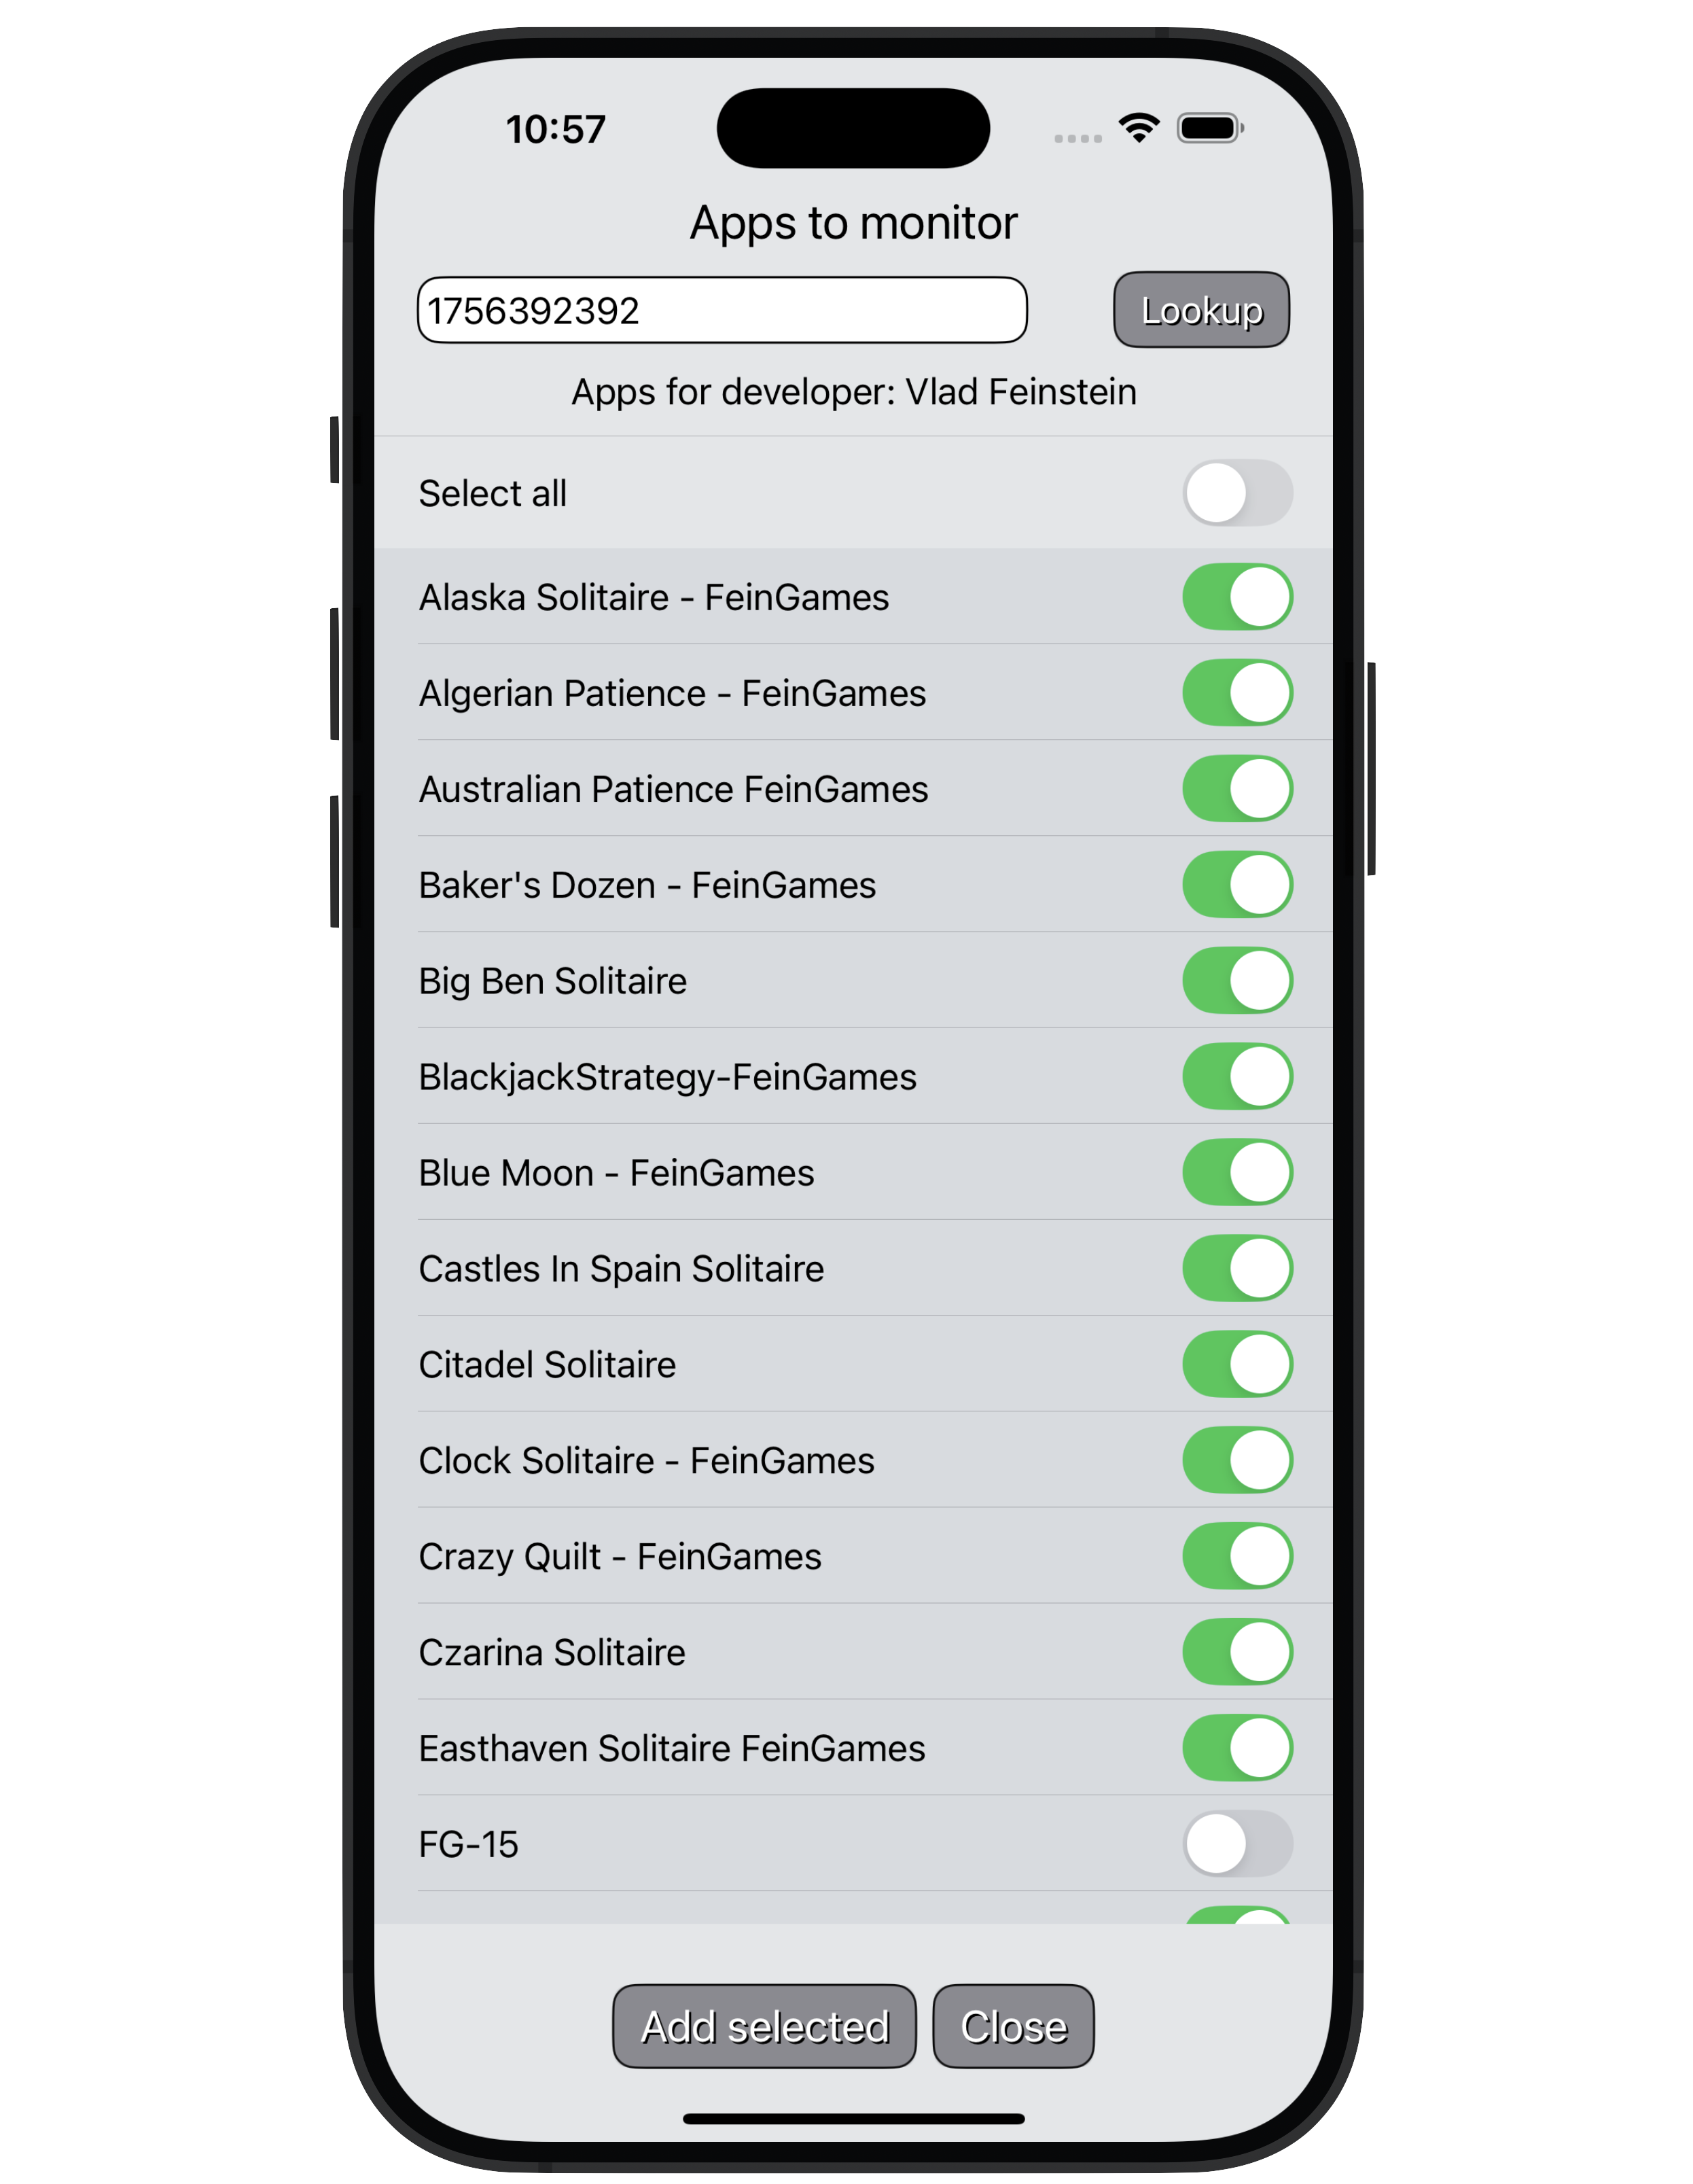 10:57
Apps to monitor
1756392392
Lookup
Apps for developer: Vlad Feinstein
Select all
Alaska Solitaire - FeinGames
Algerian Patience - FeinGames
Australian Patience FeinGames
Baker's Dozen - FeinGames
Big Ben Solitaire
BlackjackStrategy-FeinGames
Blue Moon - FeinGames
Castles In Spain Solitaire
Citadel Solitaire
Clock Solitaire - FeinGames
Crazy Quilt - FeinGames
Czarina Solitaire
Easthaven Solitaire FeinGames
FG-15
Add selected
Close